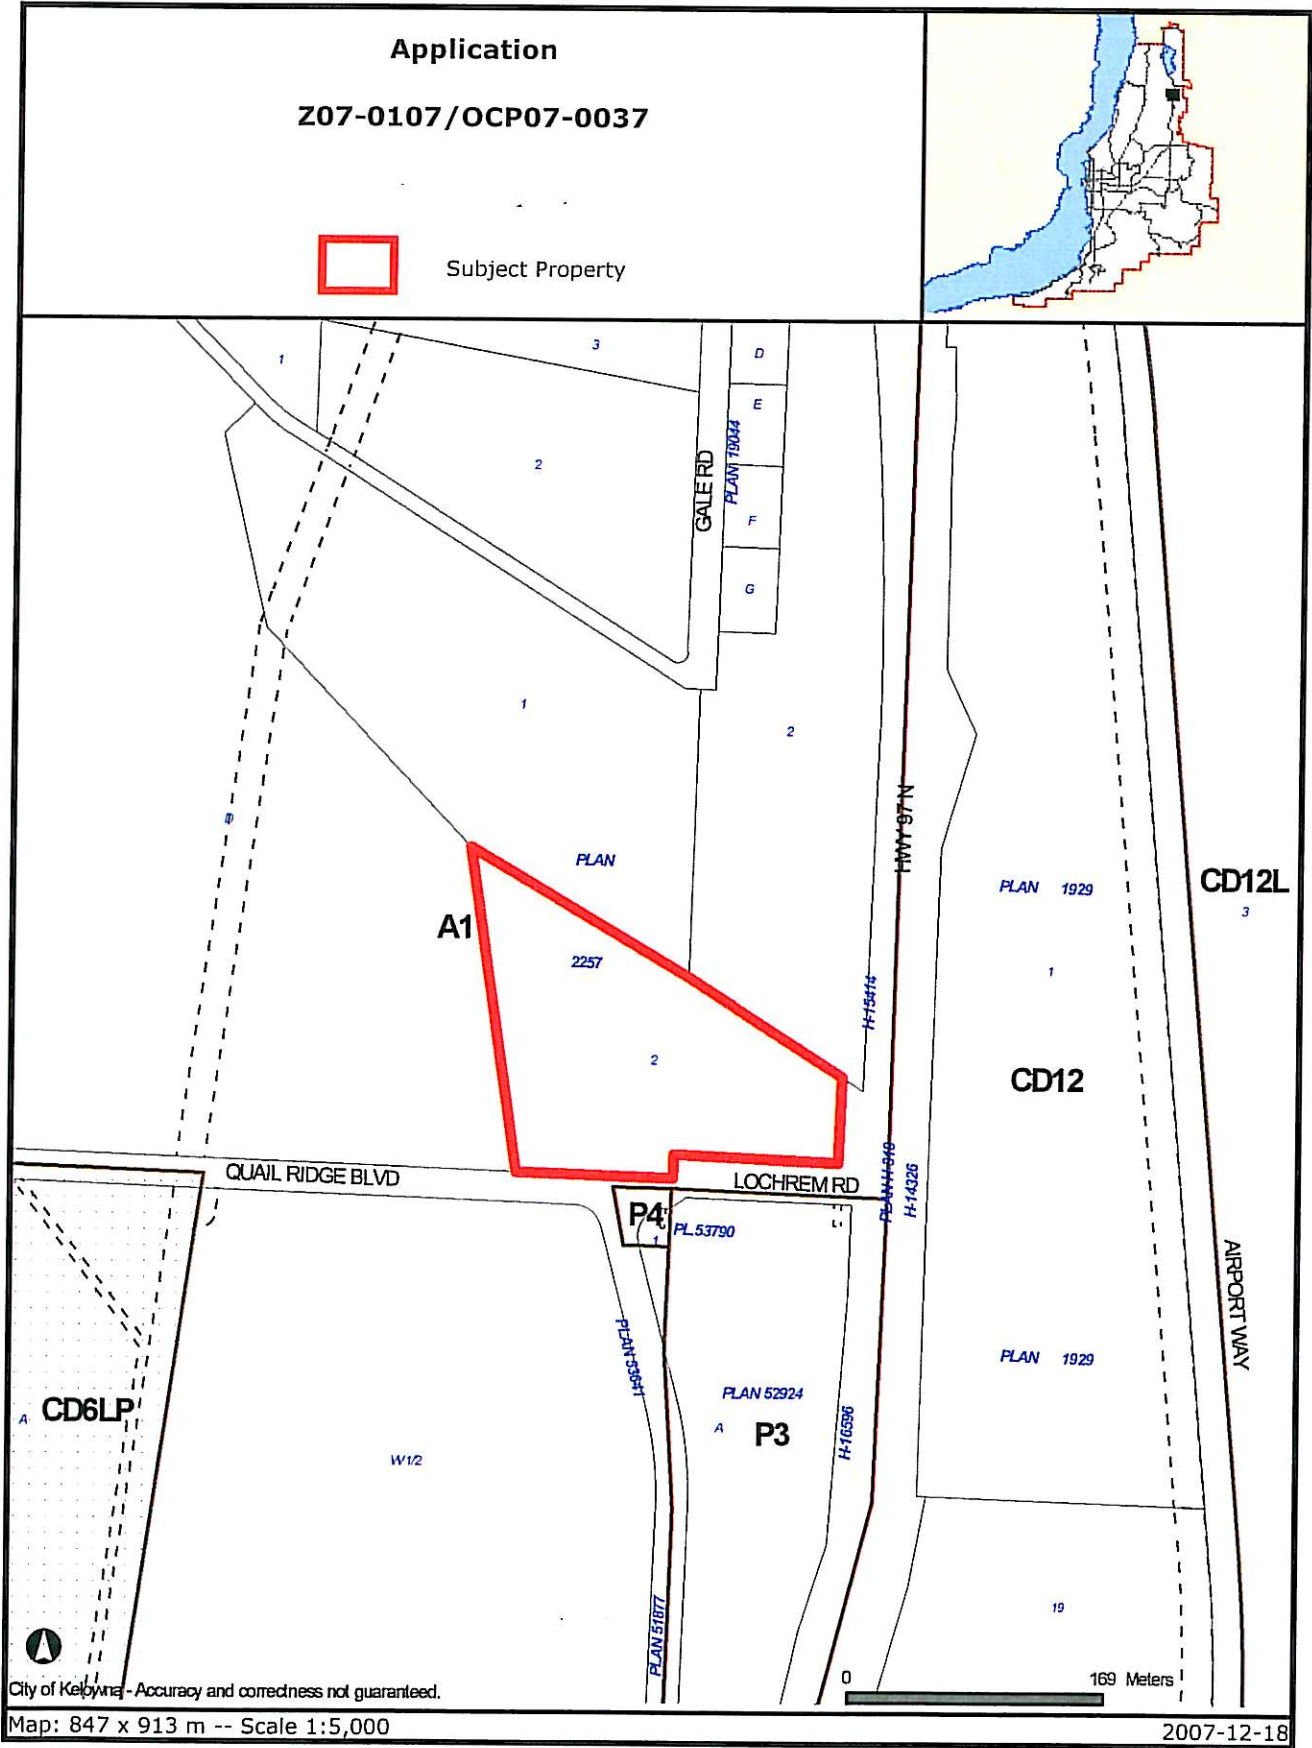 Application
Z07-0107/OCP07-0037
Subject Property
1
3
D
E
2
GALE RD
PLAN 19044
F
G
1
2
HWY 97 N
PLAN
PLAN 1929
CD12L
3
A1
2257
1
H-15414
2
CD12
QUAIL RIDGE BLVD
LOCHREM RD
H-14326
P4
1
PL.53790
AIRPORT WAY
PLAN 1929
PLAN 52924
A
P3
H-16596
A
CD6LP
W1/2
PLAN 51877
19
0
169 Meters
City of Kelowna - Accuracy and correctness not guaranteed.
Map: 847 x 913 m -- Scale 1:5,000
2007-12-18